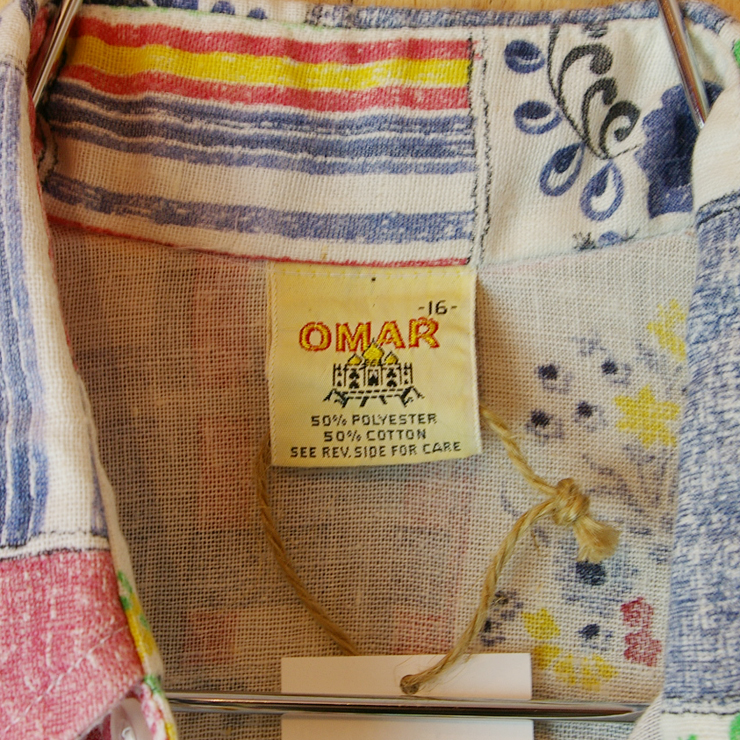 -16-
OMAR
50% POLYESTER
50% COTTON
SEE REV. SIDE FOR CARE